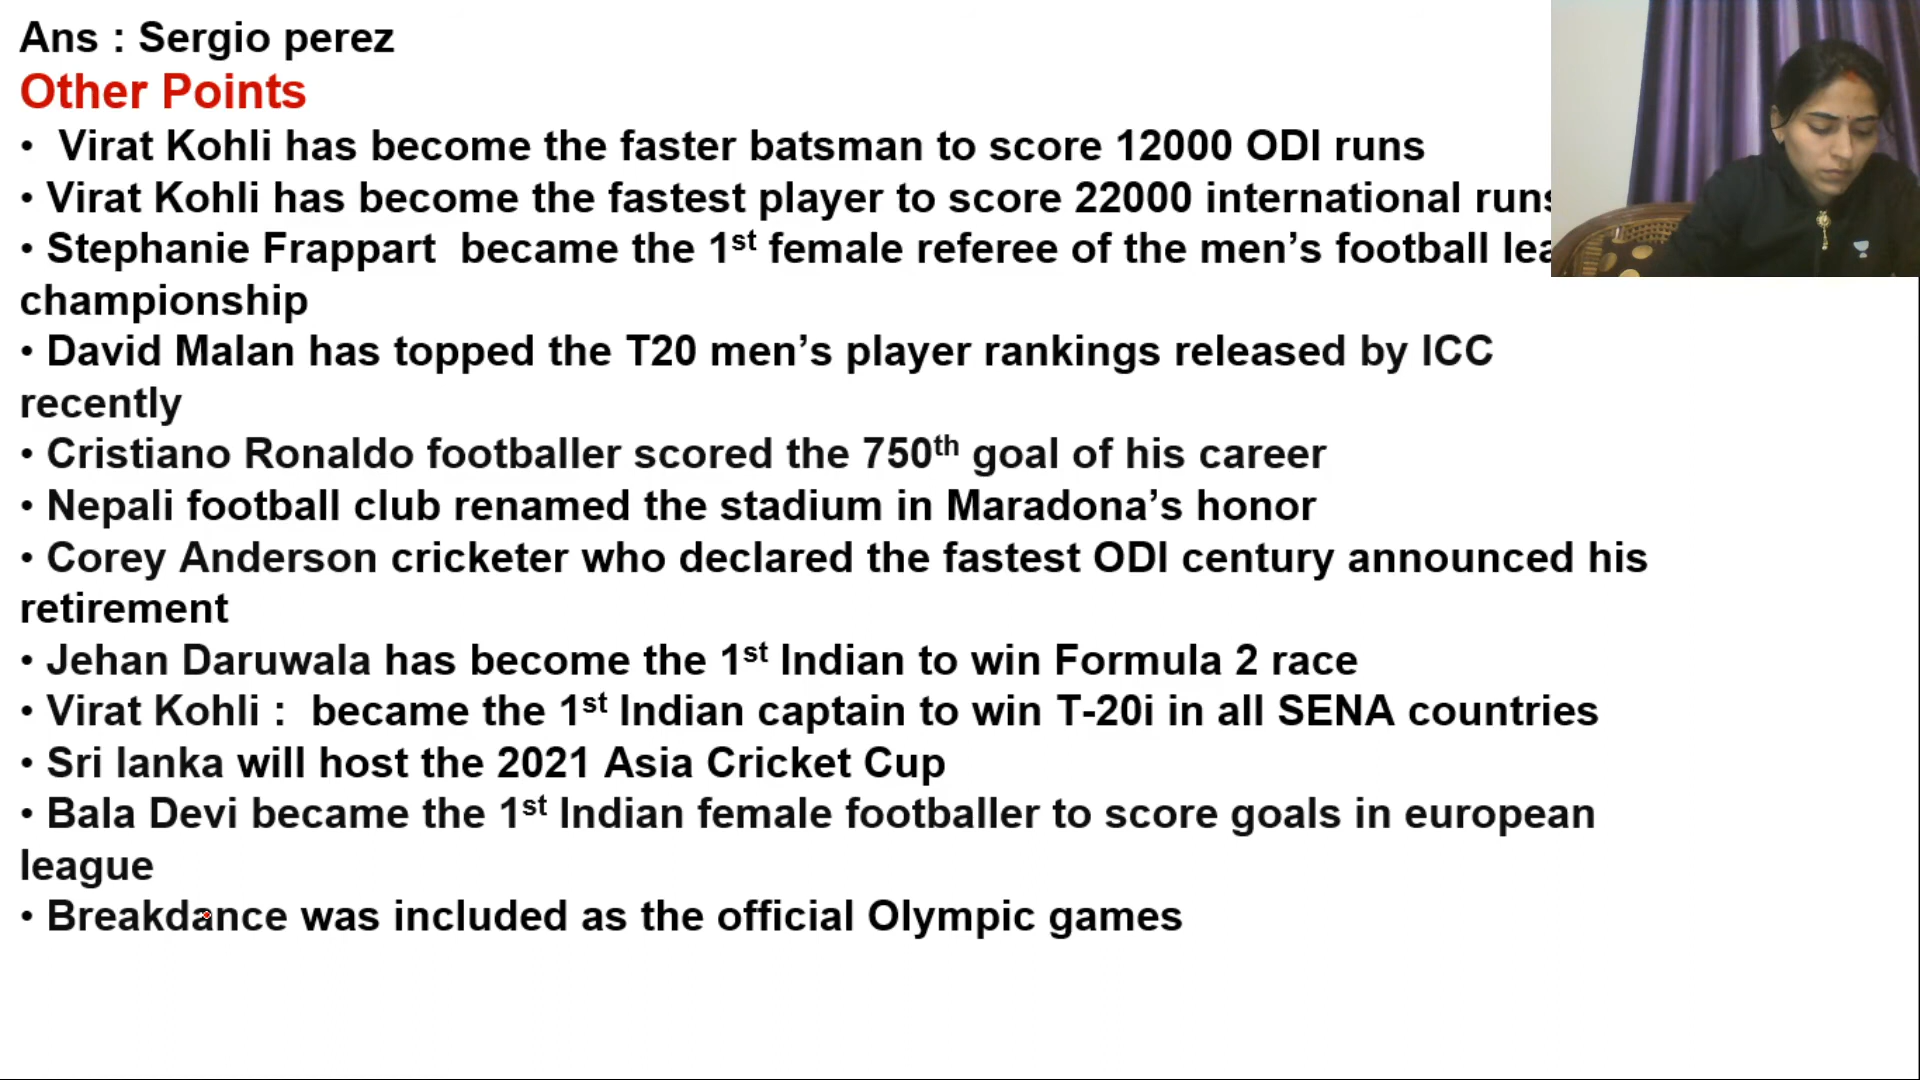 Ans : Sergio perez
Other Points
• Virat Kohli has become the faster batsman to score 12000 ODI runs
• Virat Kohli has become the fastest player to score 22000 international runs
• Stephanie Frappart became the 1st female referee of the men’s football
championship
• David Malan has topped the T20 men’s player rankings released by ICC
recently
• Cristiano Ronaldo footballer scored the 750th goal of his career
• Nepali football club renamed the stadium in Maradona’s honor
• Corey Anderson cricketer who declared the fastest ODI century announced his
retirement
• Jehan Daruwala has become the 1st Indian to win Formula 2 race
• Virat Kohli : became the 1st Indian captain to win T-20i in all SENA countries
• Sri lanka will host the 2021 Asia Cricket Cup
• Bala Devi became the 1st Indian female footballer to score goals in european
league
• Breakdance was included as the official Olympic games